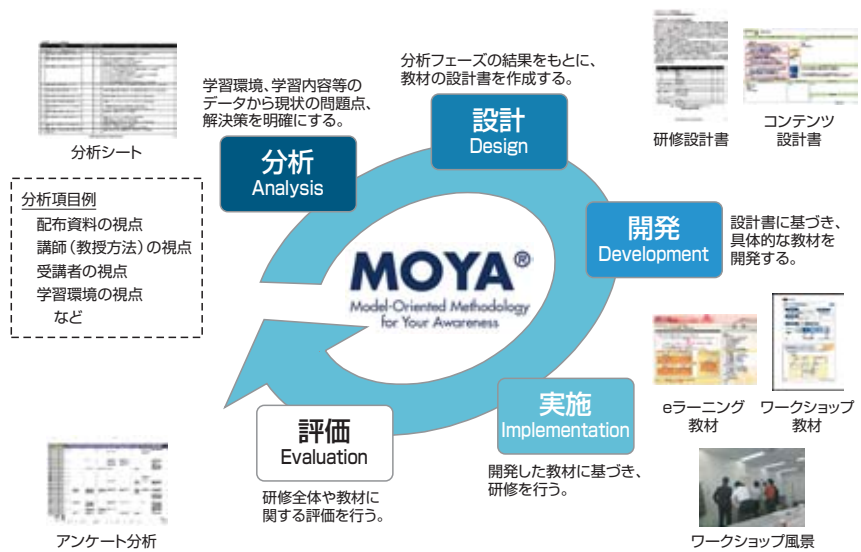 分析フェーズの結果をもとに、
教材の設計書を作成する。
学習環境、学習内容等の
データから現状の問題点、
解決策を明確にする。
設計
Design
研修設計書
コンテンツ
設計書
分析シート
分析
Analysis
分析項目例
配布資料の視点
講師(教授方法)の視点
受講者の視点
学習環境の視点
など
開発
Development
設計書に基づき、
具体的な教材を
開発する。
MOYA®
Model-Oriented Methodology
for Your Awareness
eラーニング
教材
ワークショップ
教材
実施
Implementation
評価
Evaluation
開発した教材に基づき、
研修を行う。
研修全体や教材に
関する評価を行う。
アンケート分析
ワークショップ風景